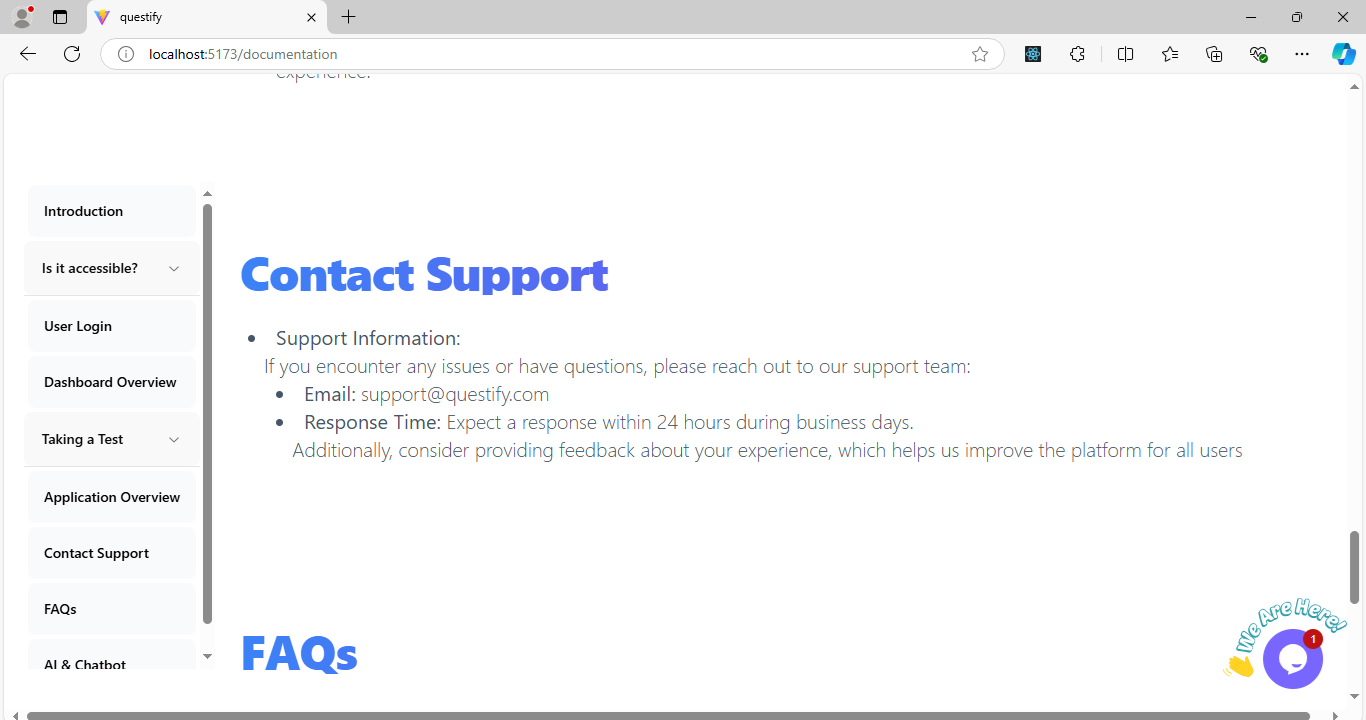 questify
localhost:5173/documentation
experience.
Introduction
Is it accessible?
User Login
Dashboard Overview
Taking a Test
Application Overview
Contact Support
FAQs
AI & Chatbot
Contact Support
Support Information:
If you encounter any issues or have questions, please reach out to our support team:
Email: support@questify.com
Response Time: Expect a response within 24 hours during business days.
Additionally, consider providing feedback about your experience, which helps us improve the platform for all users
FAQs
We Are Here!
1